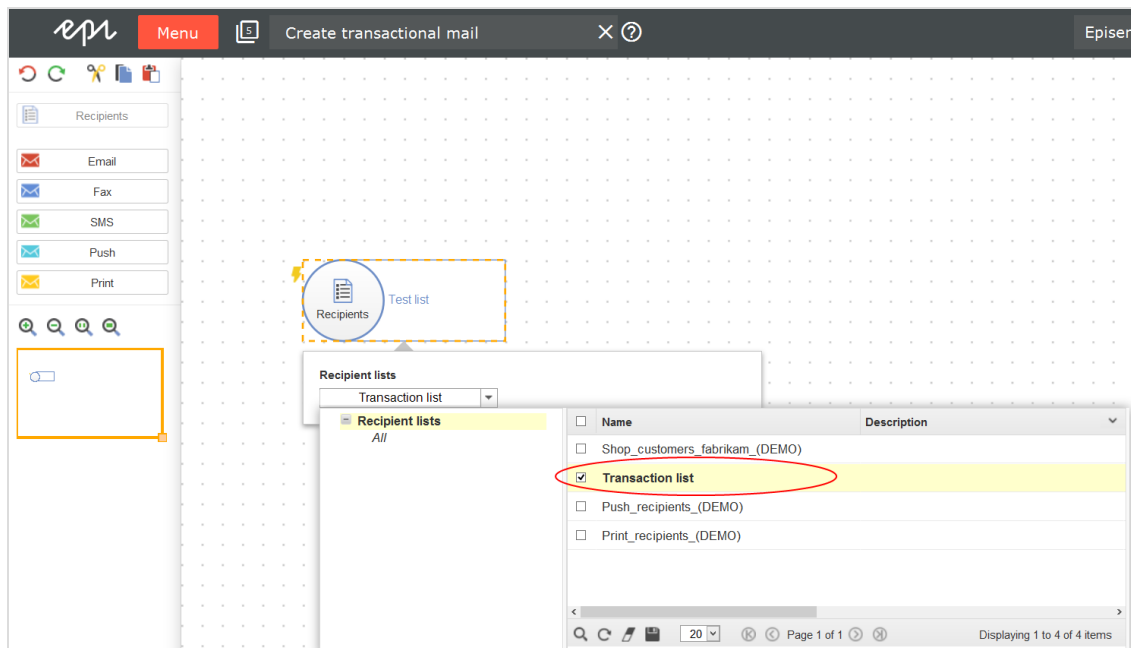 epi Menu 5 Create transactional mail Episer
Recipients
Email
Fax
SMS
Push
Print
Recipients Test list
Recipient lists
Transaction list
Recipient lists
All
Name Description
Shop_customers_fabrikam_(DEMO)
Transaction list
Push_recipients_(DEMO)
Print_recipients_(DEMO)
20 Page 1 of 1 Displaying 1 to 4 of 4 items